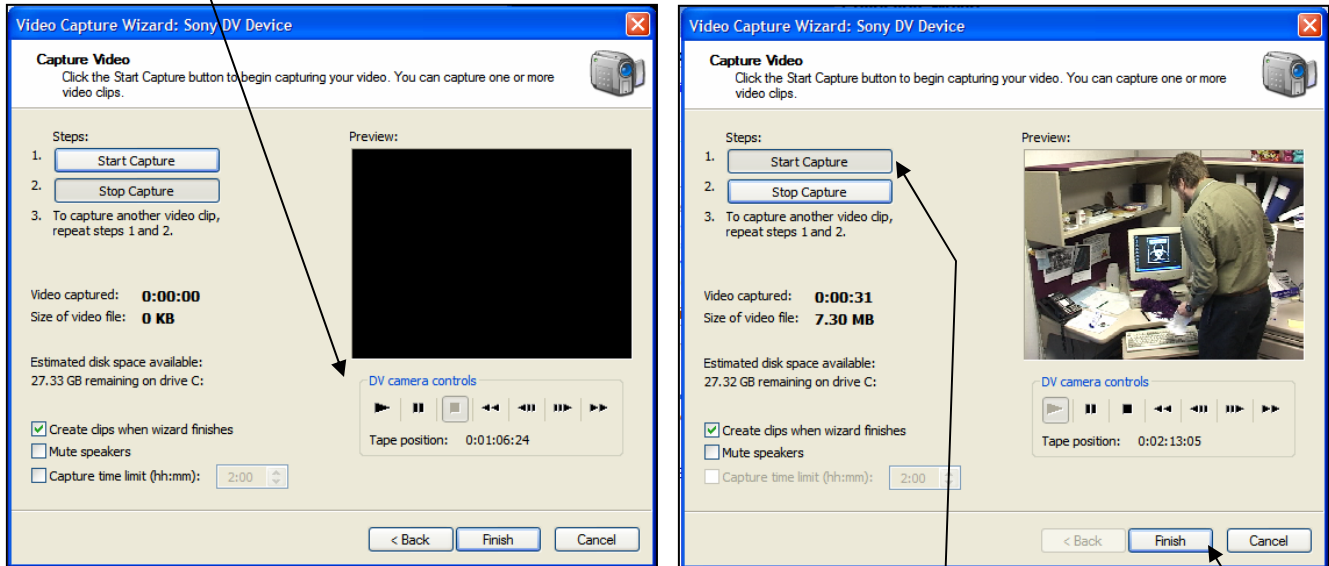 Video Capture Wizard: Sony DV Device
Capture Video
Click the Start Capture button to begin capturing your video. You can capture one or more
video clips.
Steps:
1. Start Capture
2. Stop Capture
3. To capture another video clip,
repeat steps 1 and 2.
Preview:
Video captured: 0:00:00
Size of video file: 0 KB
Estimated disk space available:
27.33 GB remaining on drive C:
DV camera controls
Tape position: 0:01:06:24
Create clips when wizard finishes
Mute speakers
Capture time limit (hh:mm): 2:00
< Back Finish Cancel
Video Capture Wizard: Sony DV Device
Capture Video
Click the Start Capture button to begin capturing your video. You can capture one or more
video clips.
Steps:
1. Start Capture
2. Stop Capture
3. To capture another video clip,
repeat steps 1 and 2.
Preview:
Video captured: 0:00:31
Size of video file: 7.30 MB
Estimated disk space available:
27.32 GB remaining on drive C:
DV camera controls
Tape position: 0:02:13:05
Create clips when wizard finishes
Mute speakers
Capture time limit (hh:mm): 2:00
< Back Finish Cancel